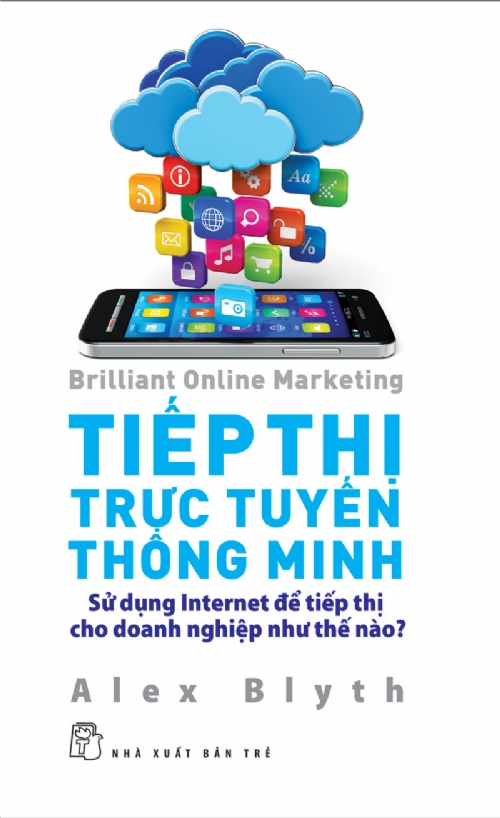 Aa
%
Brilliant Online Marketing
TIẾP THỊ
TRỰC TUYẾN
THÔNG MINH
Sử dụng Internet để tiếp thị
cho doanh nghiệp như thế nào?
Alex Blyth
T
NHÀ XUẤT BẢN TRẺ